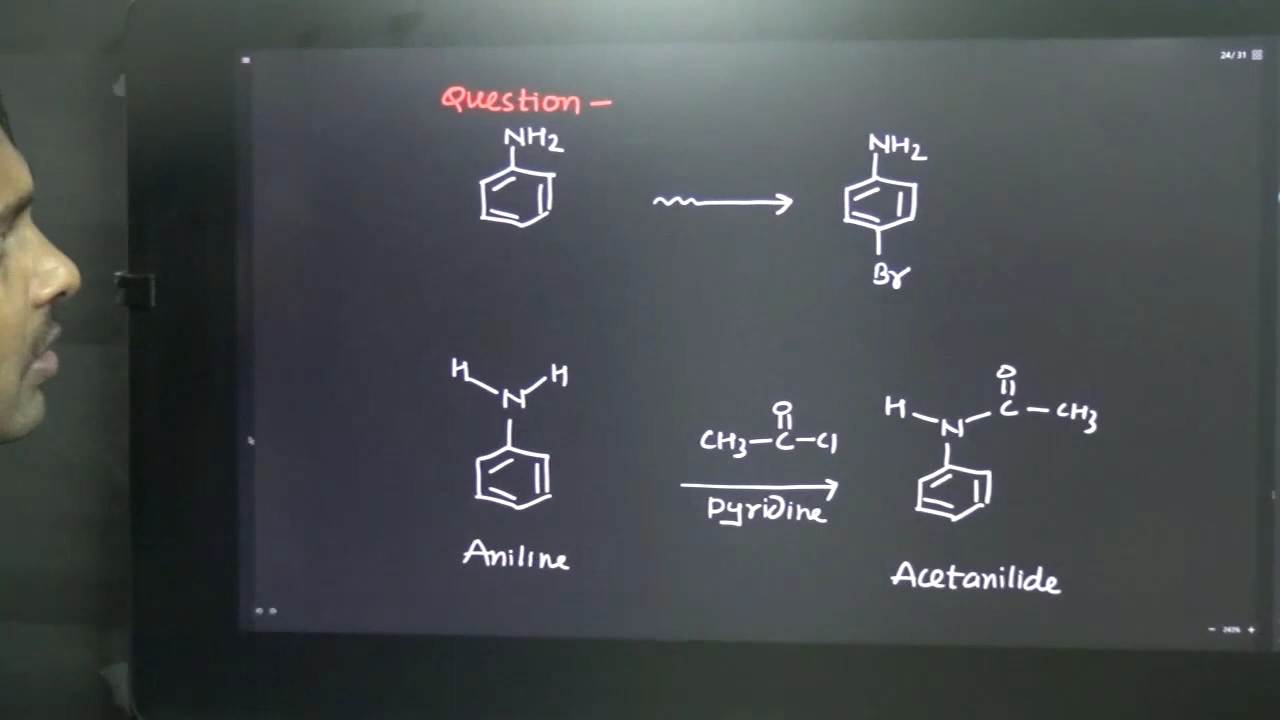 24/31
Question -
NH2
NH2
Br
H H
N
Aniline
O
CH3-C-Cl
Pyridine
O
H N C-CH3
Acetanilide